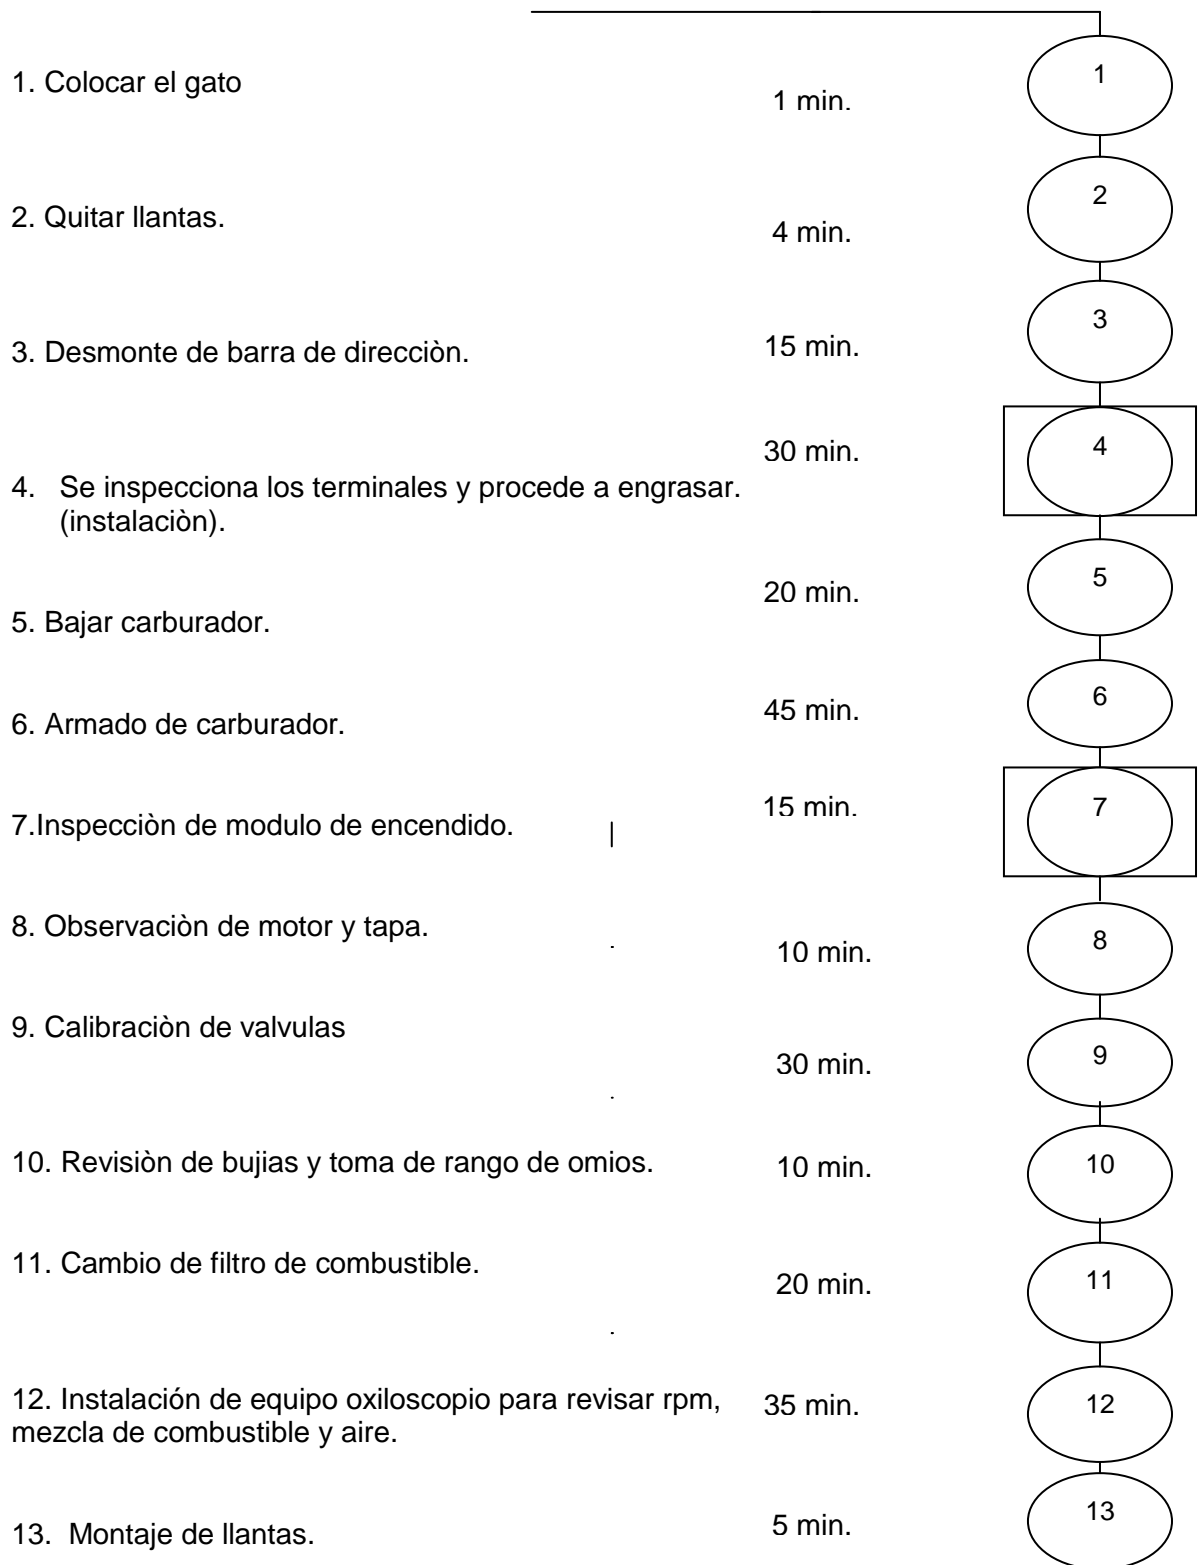 1
1. Colocar el gato
1 min.
2
2. Quitar llantas.
4 min.
3
3. Desmonte de barra de direcciòn.
15 min.
4
30 min.
4. Se inspecciona los terminales y procede a engrasar.
(instalaciòn).
5
20 min.
5. Bajar carburador.
6
45 min.
6. Armado de carburador.
7
15 min.
7.Inspecciòn de modulo de encendido.
8
8. Observaciòn de motor y tapa.
10 min.
9
9. Calibraciòn de valvulas
30 min.
10
10. Revisiòn de bujias y toma de rango de omios.
10 min.
11
11. Cambio de filtro de combustible.
20 min.
12
12. Instalación de equipo oxiloscopio para revisar rpm,
mezcla de combustible y aire.
35 min.
13
13. Montaje de llantas.
5 min.